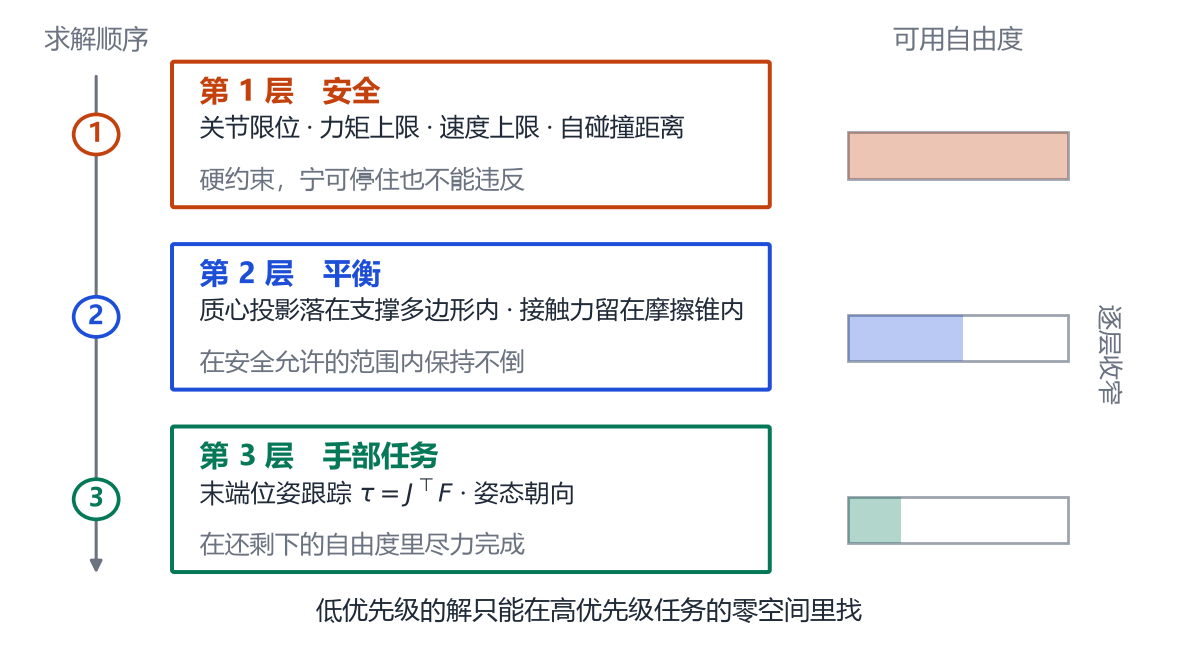 求解顺序
可用自由度
1
第 1 层 安全
关节限位 · 力矩上限 · 速度上限 · 自碰撞距离
硬约束，宁可停住也不能违反
2
第 2 层 平衡
质心投影落在支撑多边形内 · 接触力留在摩擦锥内
在安全允许的范围内保持不倒
逐层收窄
3
第 3 层 手部任务
末端位姿跟踪 τ = J⊤F · 姿态朝向
在还剩下的自由度里尽力完成
低优先级的解只能在高优先级任务的零空间里找